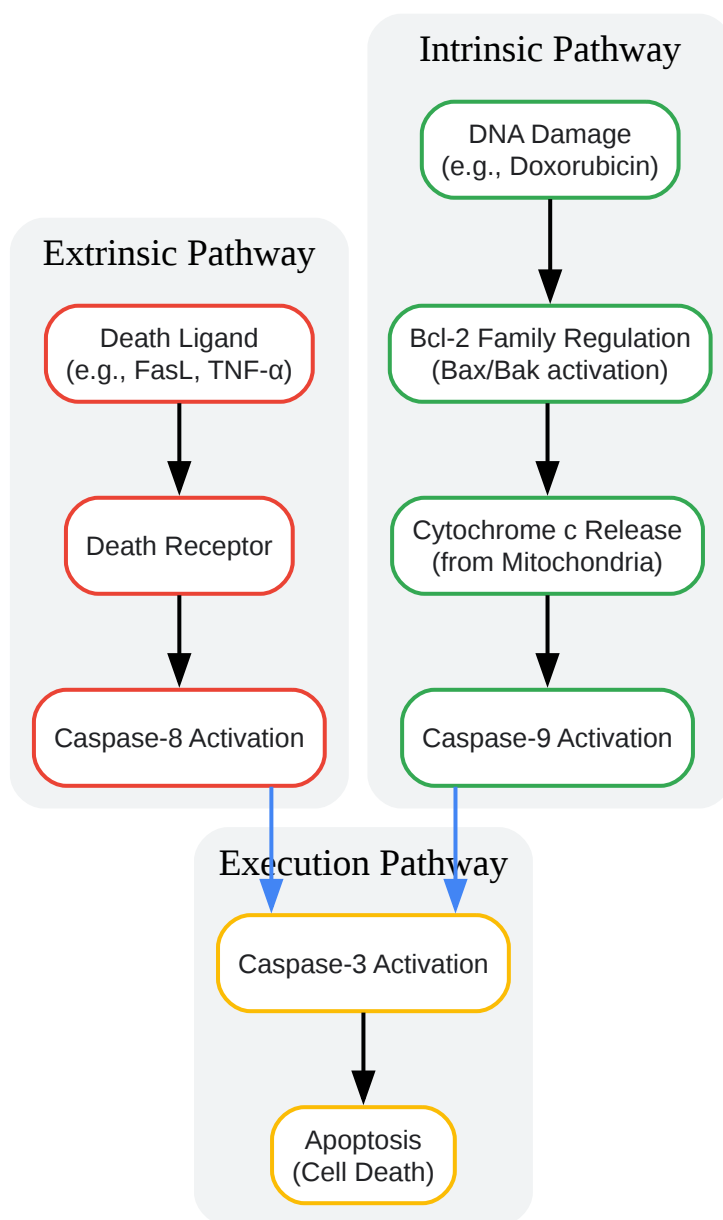 Extrinsic Pathway
Death Ligand
(e.g., FasL, TNF-α)
Death Receptor
Caspase-8 Activation
Intrinsic Pathway
DNA Damage
(e.g., Doxorubicin)
Bcl-2 Family Regulation
(Bax/Bak activation)
Cytochrome c Release
(from Mitochondria)
Caspase-9 Activation
Execution Pathway
Caspase-3 Activation
Apoptosis
(Cell Death)